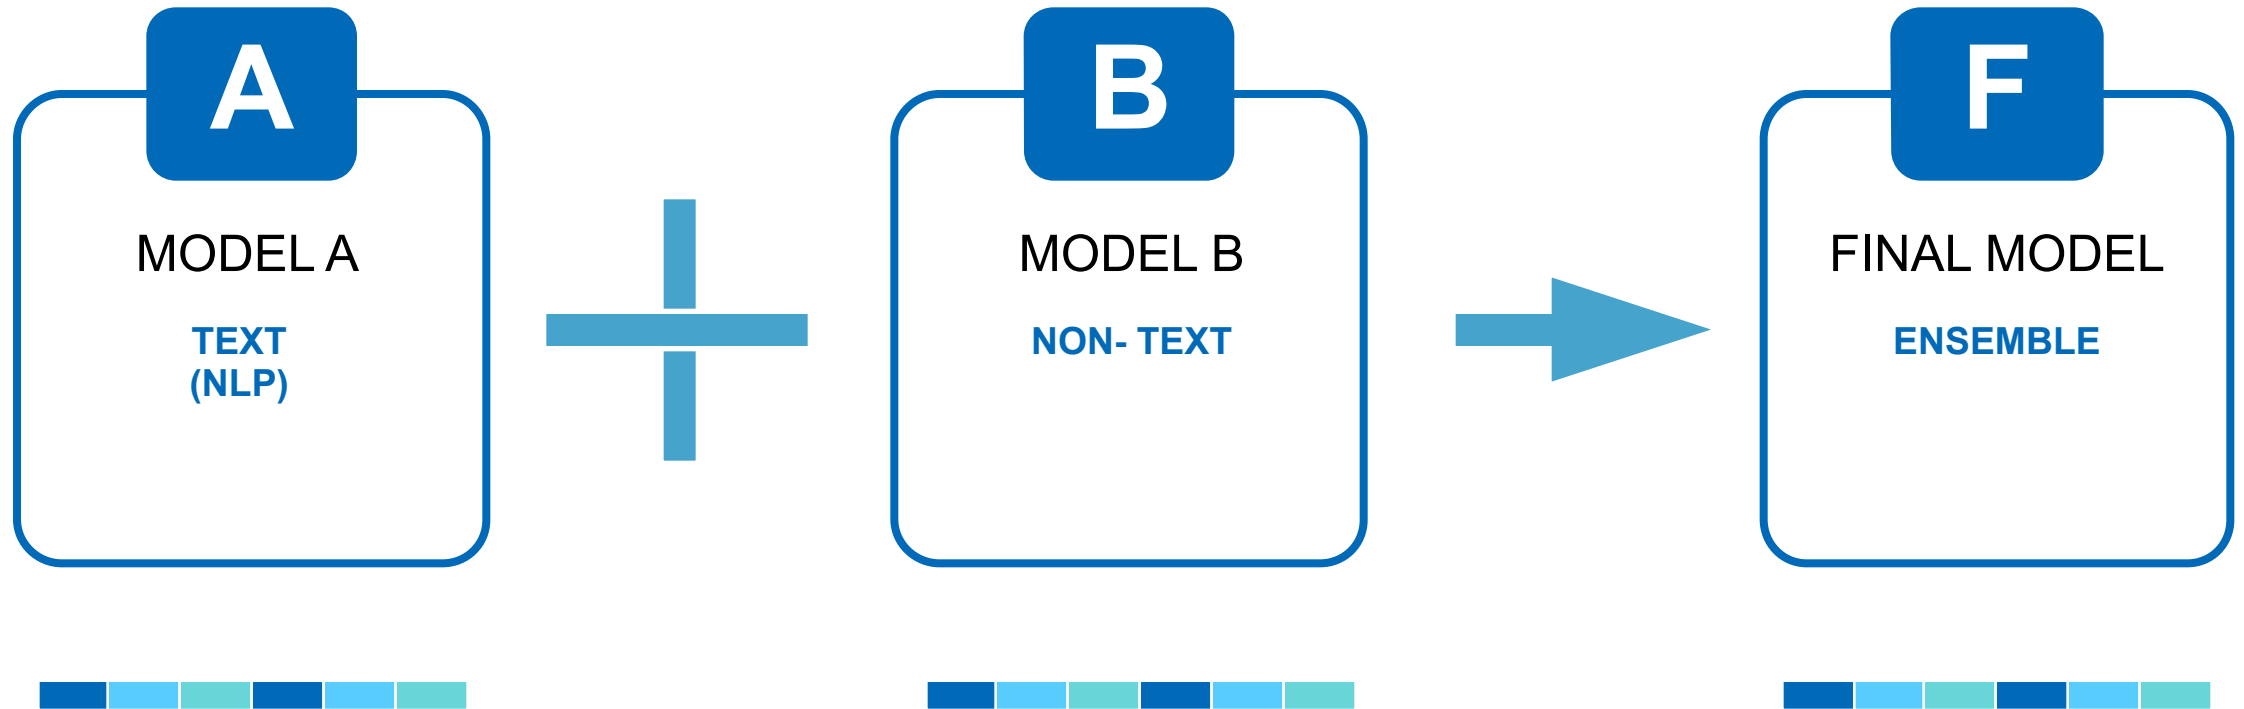 A
MODEL A
TEXT
(NLP)
B
MODEL B
NON- TEXT
F
FINAL MODEL
ENSEMBLE